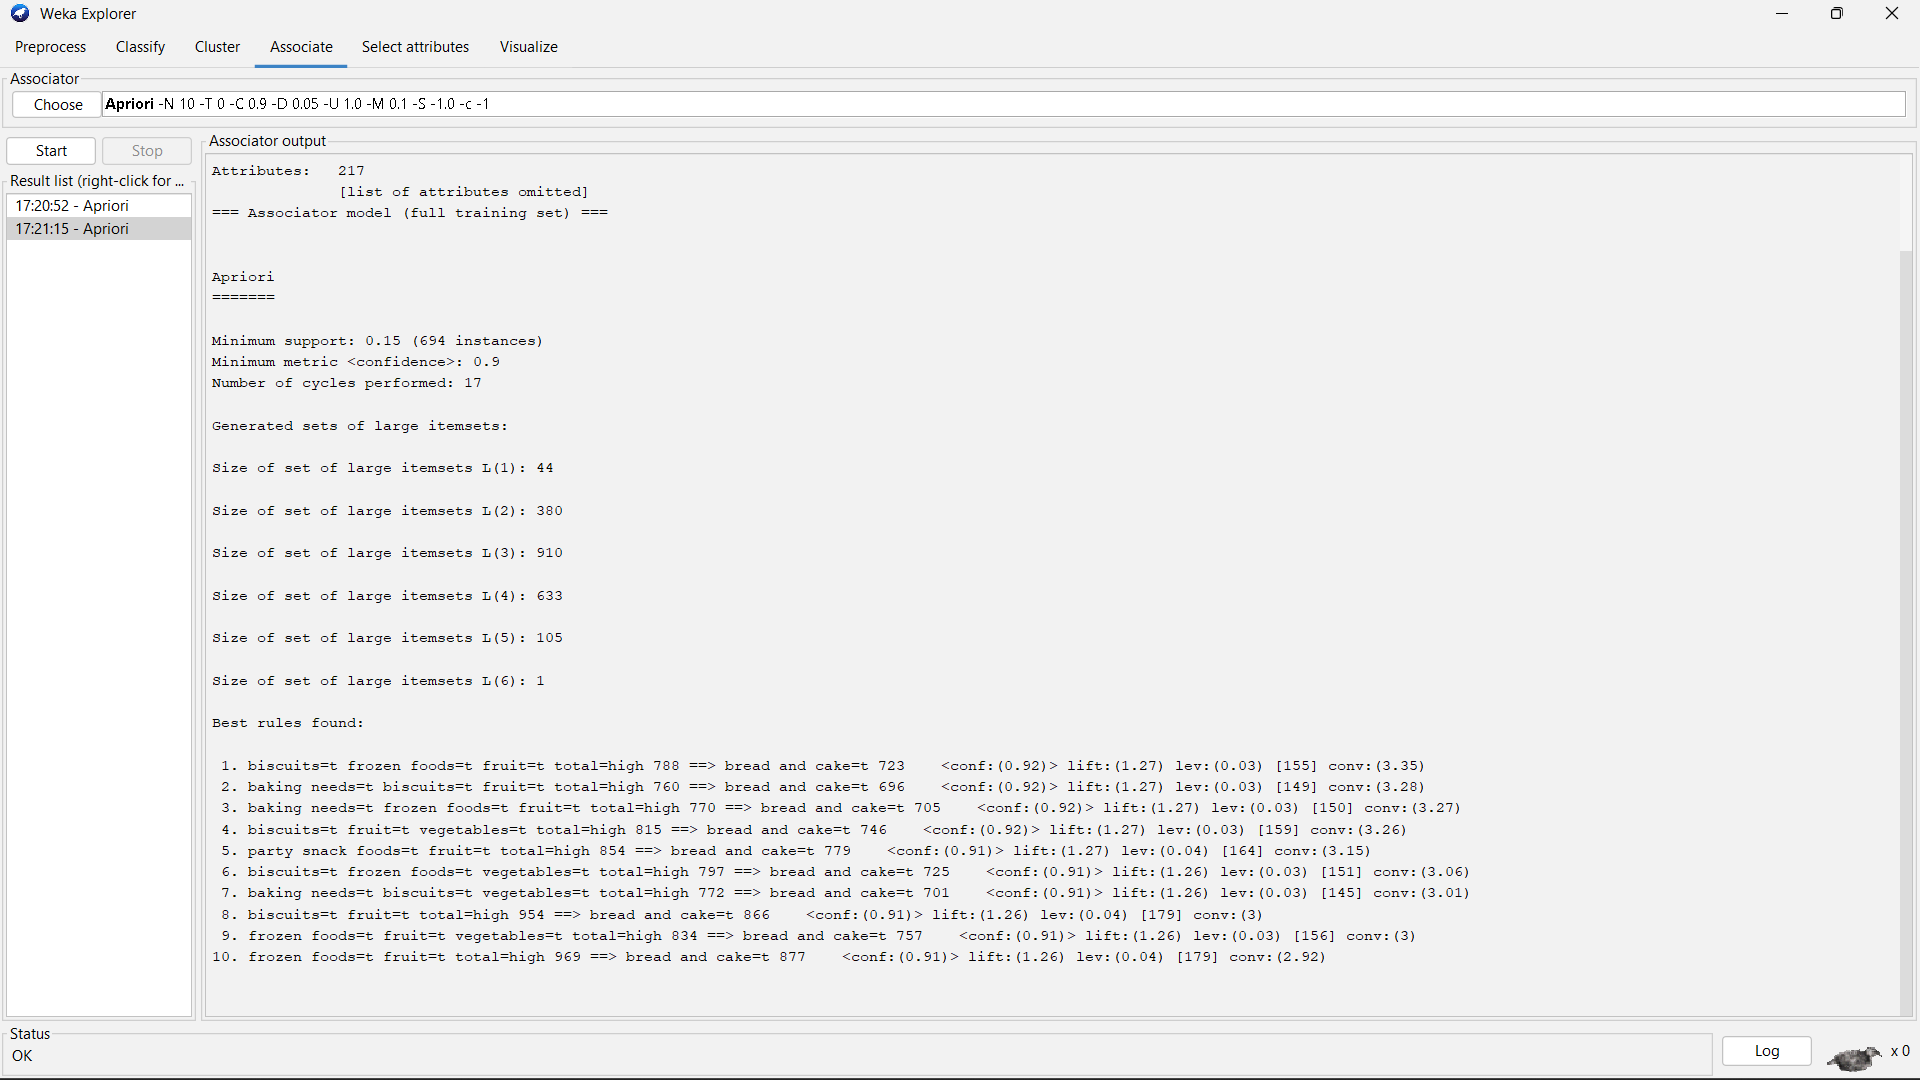 Weka Explorer
Preprocess Classify Cluster Associate Select attributes Visualize
Associator
Choose Apriori -N 10 -T 0 -C 0.9 -D 0.05 -U 1.0 -M 0.1 -S -1.0 -c -1
Start Stop
Result list (right-click for ...
17:20:52 - Apriori
17:21:15 - Apriori
Associator output
Attributes: 217
[list of attributes omitted]
=== Associator model (full training set) ===
Apriori
=======
Minimum support: 0.15 (694 instances)
Minimum metric <confidence>: 0.9
Number of cycles performed: 17
Generated sets of large itemsets:
Size of set of large itemsets L(1): 44
Size of set of large itemsets L(2): 380
Size of set of large itemsets L(3): 910
Size of set of large itemsets L(4): 633
Size of set of large itemsets L(5): 105
Size of set of large itemsets L(6): 1
Best rules found:
1. biscuits=t frozen foods=t fruit=t total=high 788 ==> bread and cake=t 723 <conf:(0.92)> lift:(1.27) lev:(0.03) [155] conv:(3.35)
2. baking needs=t biscuits=t fruit=t total=high 760 ==> bread and cake=t 696 <conf:(0.92)> lift:(1.27) lev:(0.03) [149] conv:(3.28)
3. baking needs=t frozen foods=t fruit=t total=high 770 ==> bread and cake=t 705 <conf:(0.92)> lift:(1.27) lev:(0.03) [150] conv:(3.27)
4. biscuits=t fruit=t vegetables=t total=high 815 ==> bread and cake=t 746 <conf:(0.92)> lift:(1.27) lev:(0.03) [159] conv:(3.26)
5. party snack foods=t fruit=t total=high 854 ==> bread and cake=t 779 <conf:(0.91)> lift:(1.27) lev:(0.04) [164] conv:(3.15)
6. biscuits=t frozen foods=t vegetables=t total=high 797 ==> bread and cake=t 725 <conf:(0.91)> lift:(1.26) lev:(0.03) [151] conv:(3.06)
7. baking needs=t biscuits=t vegetables=t total=high 772 ==> bread and cake=t 701 <conf:(0.91)> lift:(1.26) lev:(0.03) [145] conv:(3.01)
8. biscuits=t fruit=t total=high 954 ==> bread and cake=t 866 <conf:(0.91)> lift:(1.26) lev:(0.04) [179] conv:(3)
9. frozen foods=t fruit=t vegetables=t total=high 834 ==> bread and cake=t 757 <conf:(0.91)> lift:(1.26) lev:(0.03) [156] conv:(3)
10. frozen foods=t fruit=t total=high 969 ==> bread and cake=t 877 <conf:(0.91)> lift:(1.26) lev:(0.04) [179] conv:(2.92)
Status
OK
Log x 0